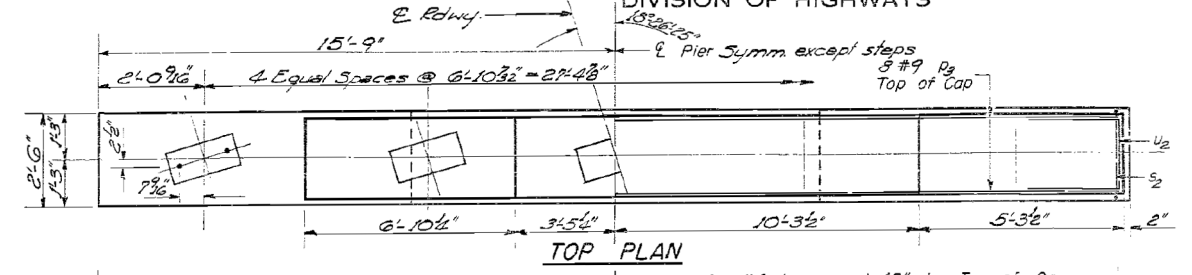 DIVISION OF HIGHWAYS
℄ Rdwy.
15°26'25"
15'-9"
℄ Pier Symm. except steps
8 #9 P3
Top of Cap
2'-0 9/16"
4 Equal Spaces @ 6'-10 7/32" = 27'-4 7/8"
2'-6"
1'-3"
1'-3"
2 1/2"
7 9/16"
U2
S2
6'-10 1/4"
3'-5 1/4"
10'-3 1/2"
5'-3 1/2"
2"
TOP PLAN